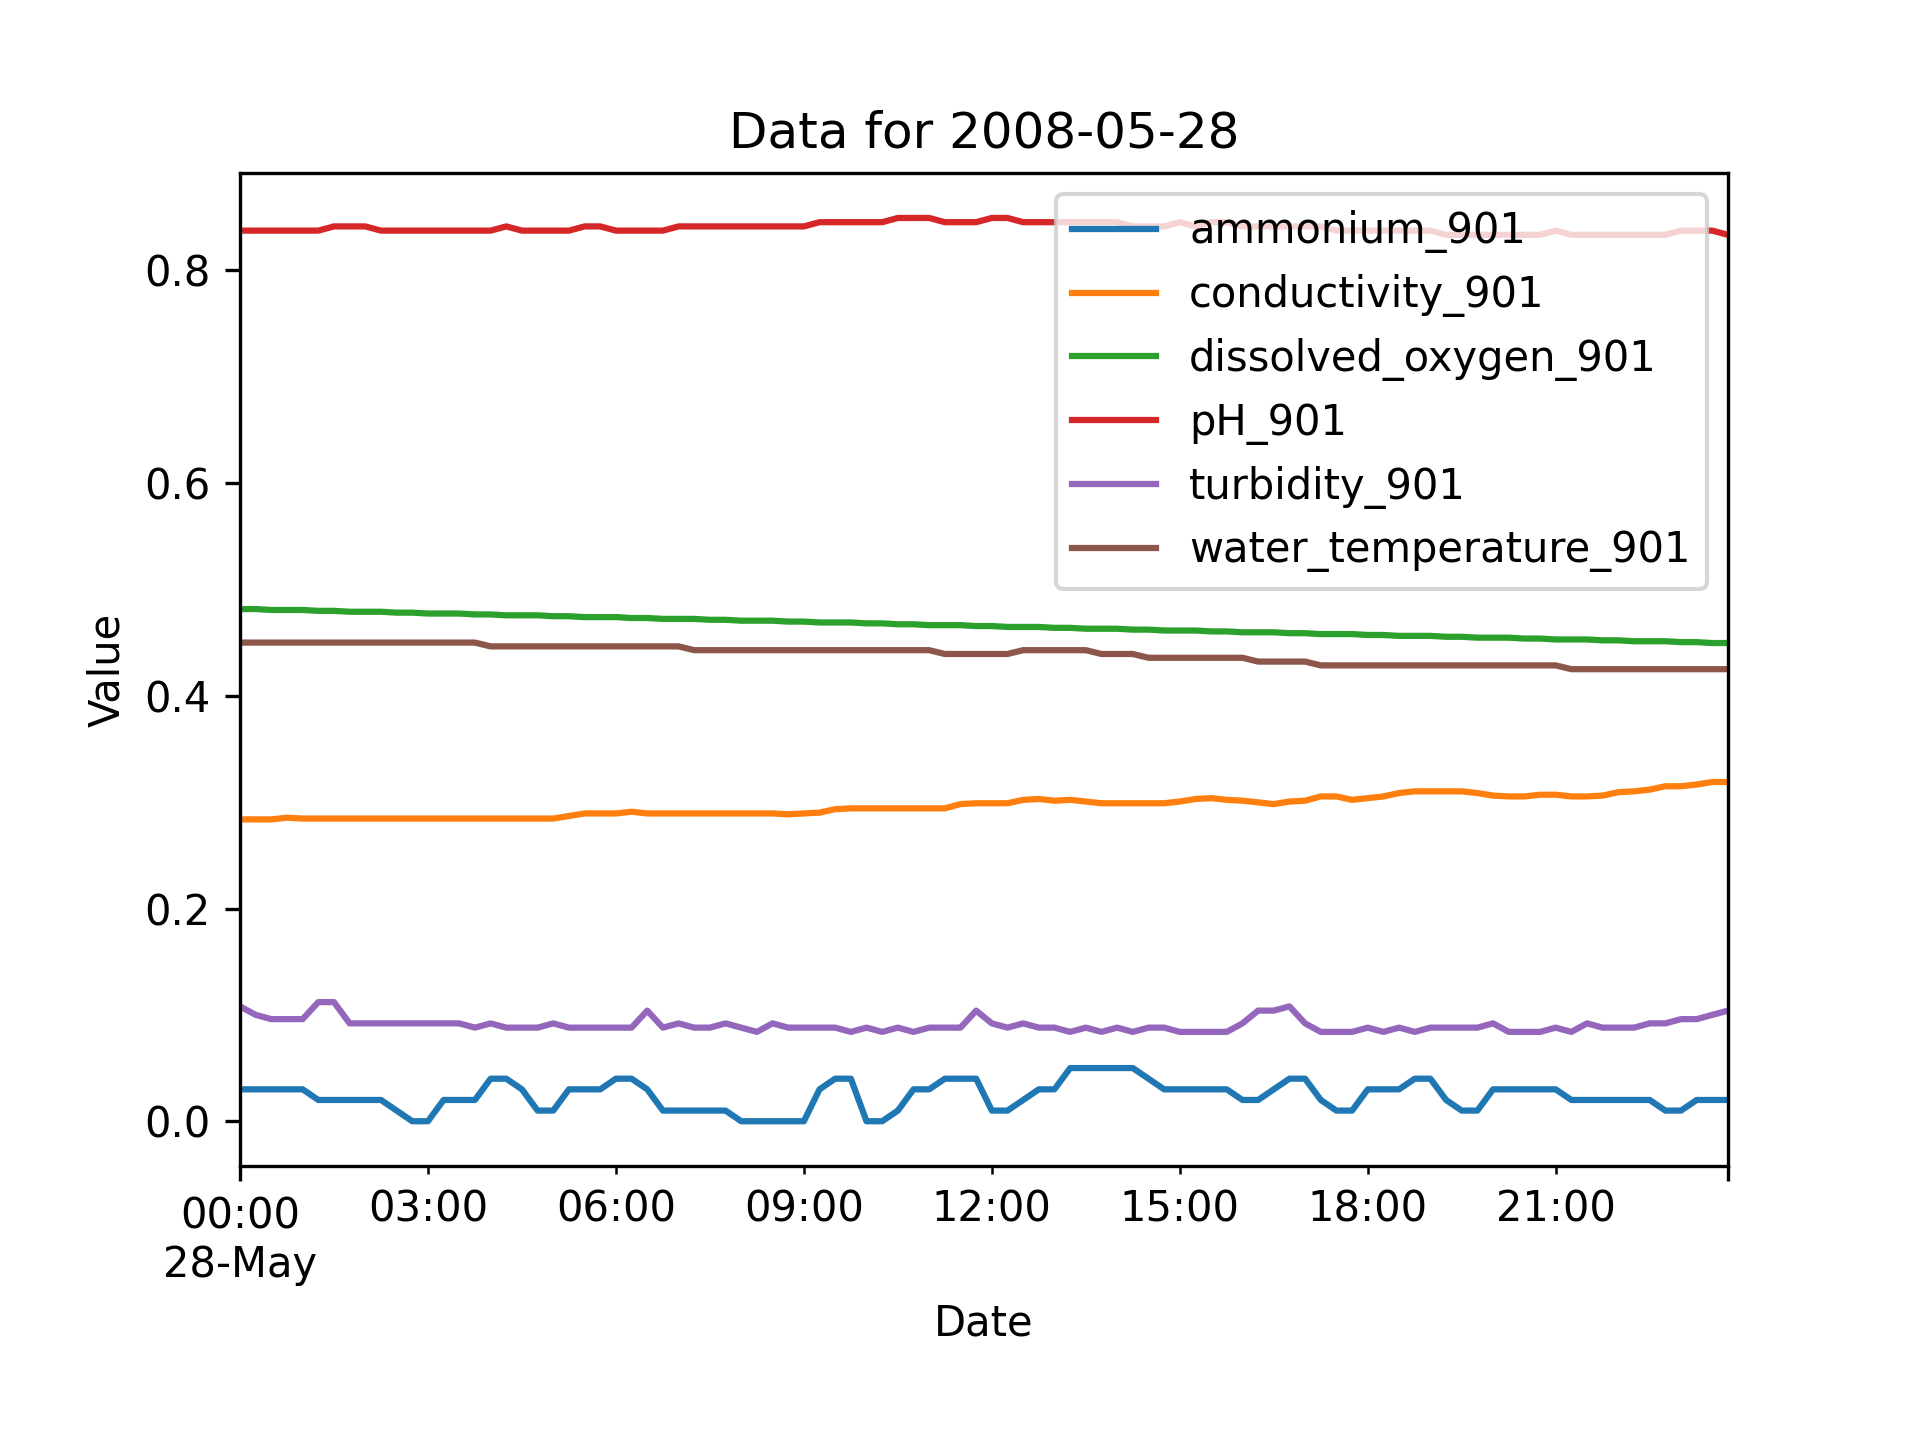 Data for 2008-05-28
ammonium_901
conductivity_901
dissolved_oxygen_901
pH_901
turbidity_901
water_temperature_901
Value
0.8
0.6
0.4
0.2
0.0
00:00 03:00 06:00 09:00 12:00 15:00 18:00 21:00
28-May
Date